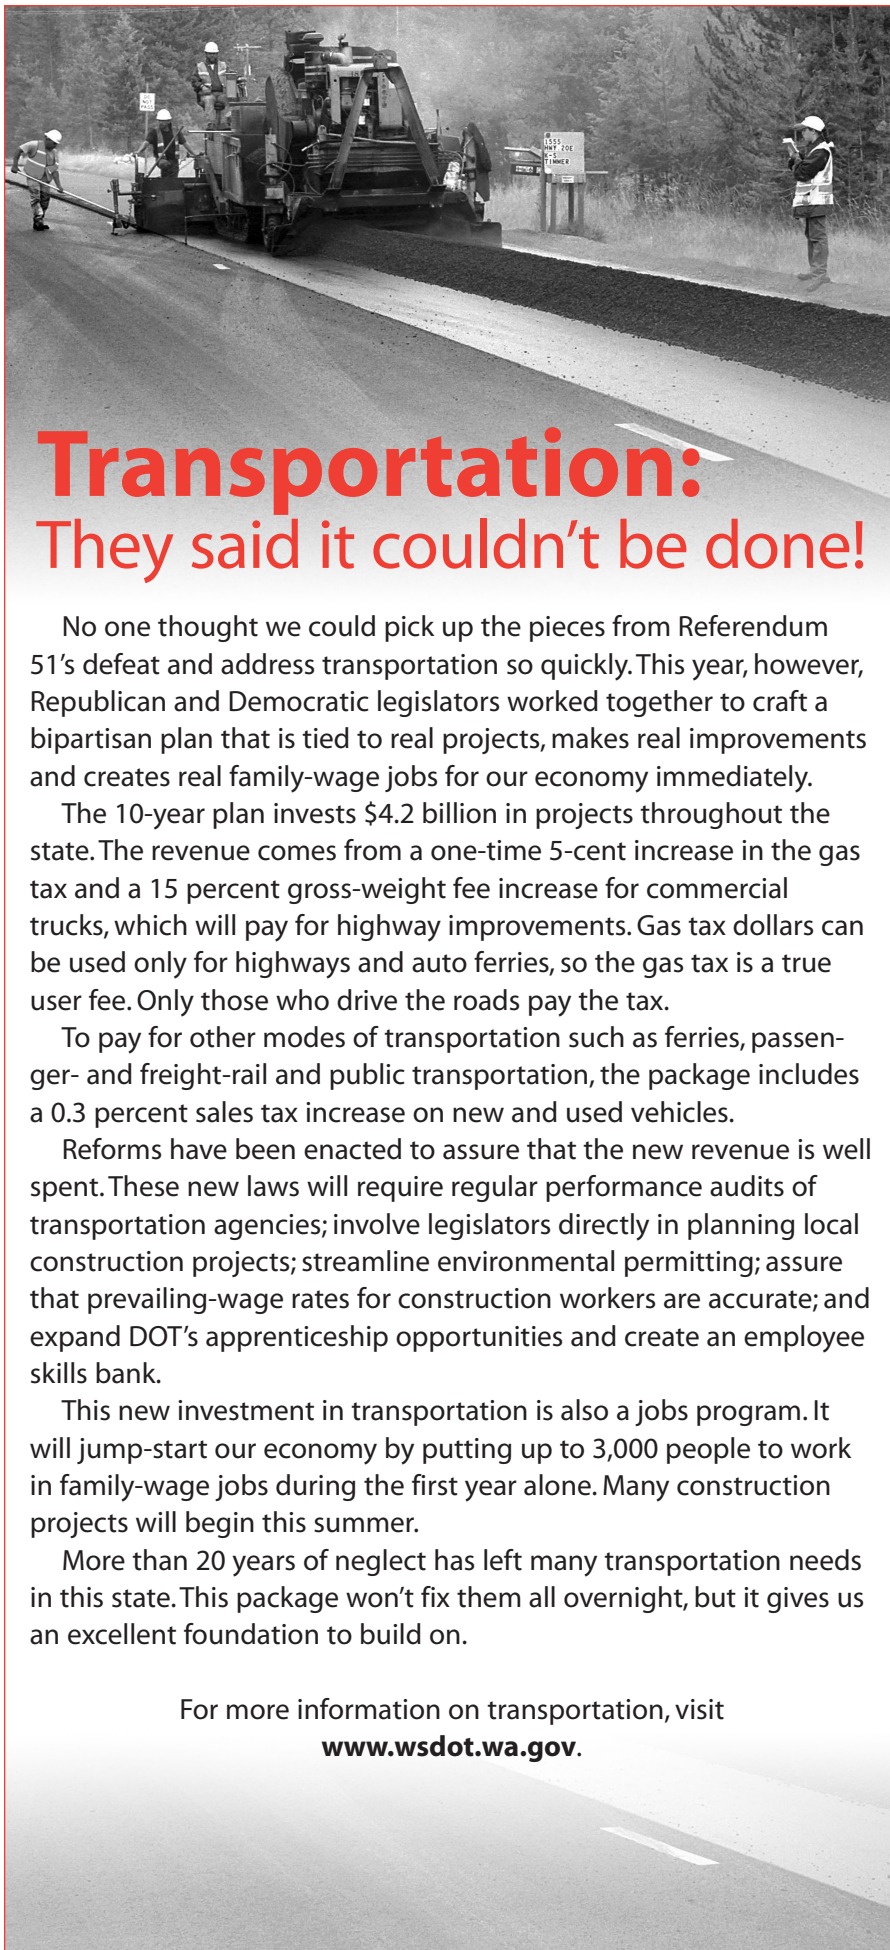 DO
NOT
PASS
1555
HWY 20E
K-S
TIMMER
Transportation:
They said it couldn’t be done!
No one thought we could pick up the pieces from Referendum
51’s defeat and address transportation so quickly. This year, however,
Republican and Democratic legislators worked together to craft a
bipartisan plan that is tied to real projects, makes real improvements
and creates real family-wage jobs for our economy immediately.
The 10-year plan invests $4.2 billion in projects throughout the
state. The revenue comes from a one-time 5-cent increase in the gas
tax and a 15 percent gross-weight fee increase for commercial
trucks, which will pay for highway improvements. Gas tax dollars can
be used only for highways and auto ferries, so the gas tax is a true
user fee. Only those who drive the roads pay the tax.
To pay for other modes of transportation such as ferries, passen-
ger- and freight-rail and public transportation, the package includes
a 0.3 percent sales tax increase on new and used vehicles.
Reforms have been enacted to assure that the new revenue is well
spent. These new laws will require regular performance audits of
transportation agencies; involve legislators directly in planning local
construction projects; streamline environmental permitting; assure
that prevailing-wage rates for construction workers are accurate; and
expand DOT’s apprenticeship opportunities and create an employee
skills bank.
This new investment in transportation is also a jobs program. It
will jump-start our economy by putting up to 3,000 people to work
in family-wage jobs during the first year alone. Many construction
projects will begin this summer.
More than 20 years of neglect has left many transportation needs
in this state. This package won’t fix them all overnight, but it gives us
an excellent foundation to build on.
For more information on transportation, visit
www.wsdot.wa.gov.